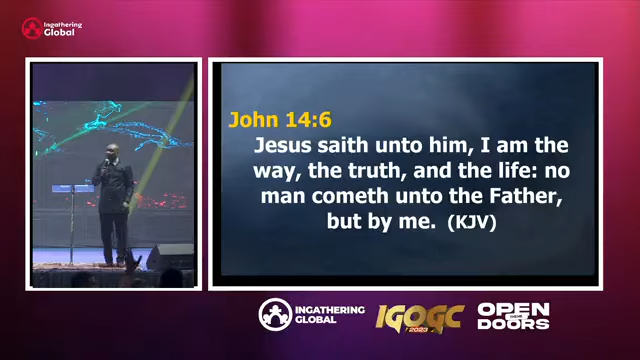 Ingathering
Global
John 14:6
Jesus saith unto him, I am the
way, the truth, and the life: no
man cometh unto the Father,
but by me. (KJV)
INGATHERING
GLOBAL
IGOGC
2023
OPEN
DOORS